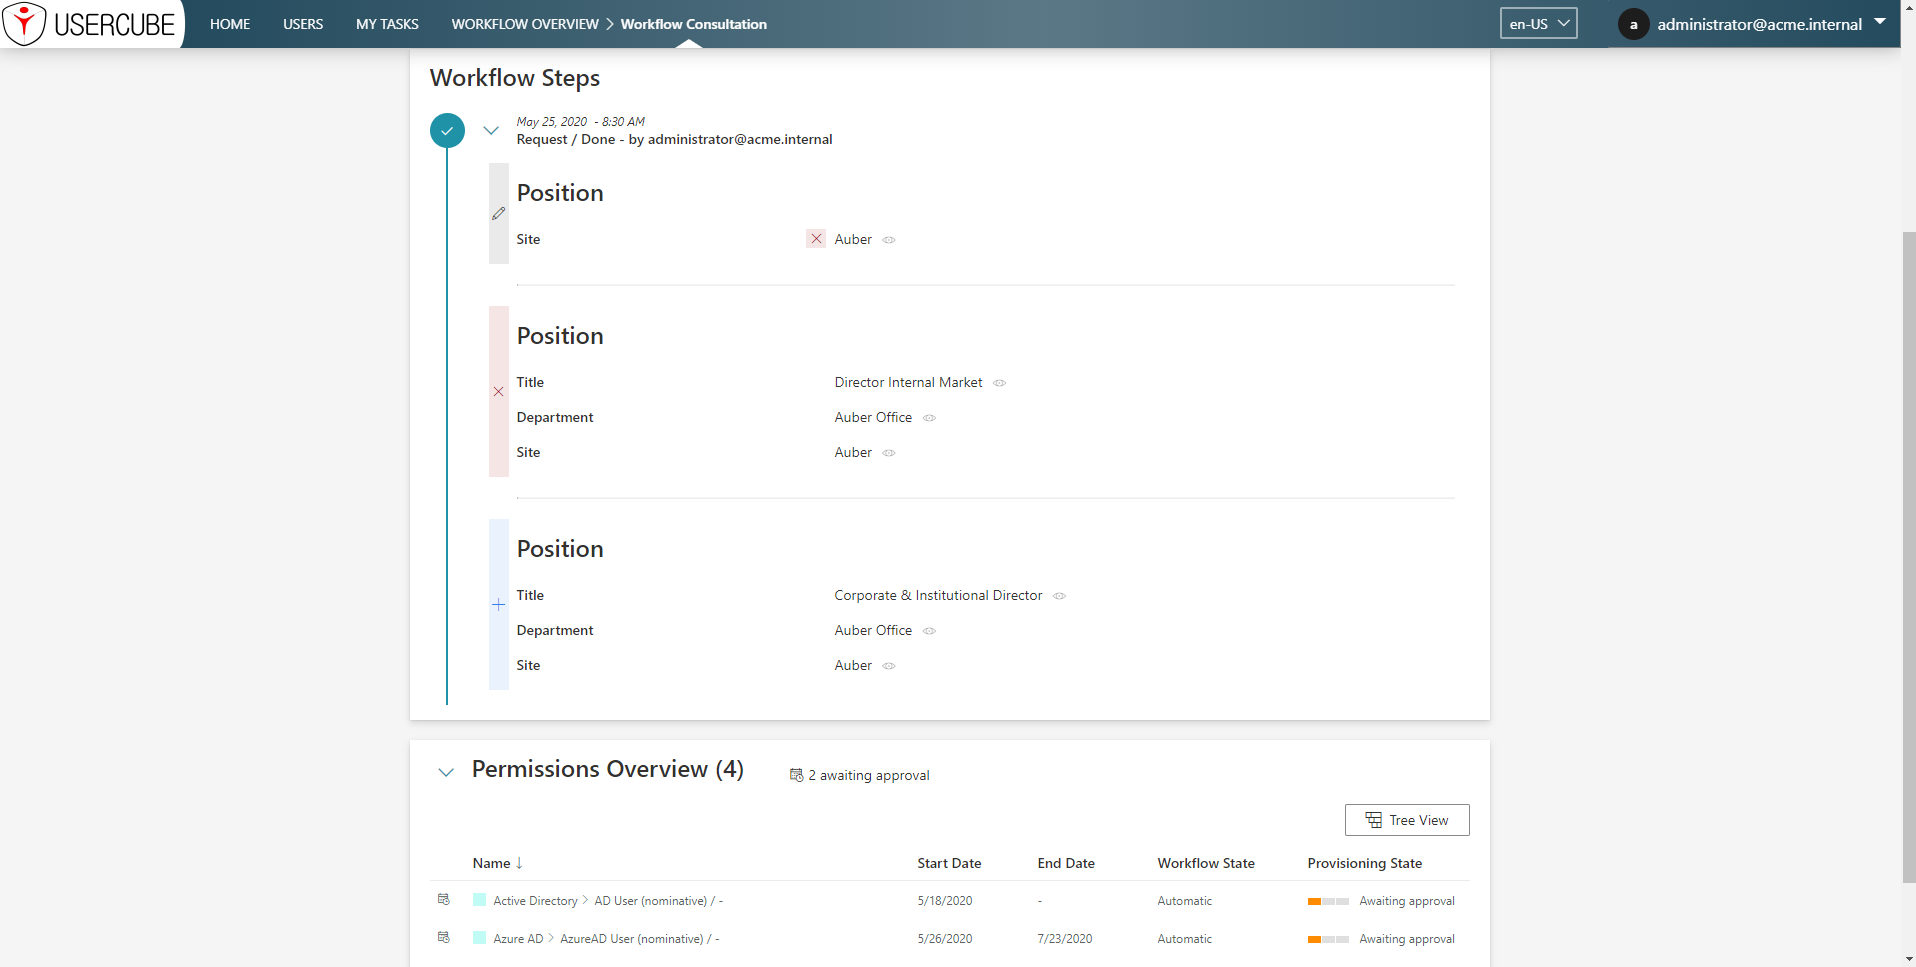 USERCUBE HOME USERS MY TASKS WORKFLOW OVERVIEW Workflow Consultation en-US a administrator@acme.internal
Workflow Steps
May 25, 2020 - 8:30 AM
Request / Done - by administrator@acme.internal
Position
Site Auber
Position
Title Director Internal Market
Department Auber Office
Site Auber
Position
Title Corporate & Institutional Director
Department Auber Office
Site Auber
Permissions Overview (4) 2 awaiting approval
Tree View
Name Start Date End Date Workflow State Provisioning State
Active Directory AD User (nominative) / - 5/18/2020 - Automatic Awaiting approval
Azure AD AzureAD User (nominative) / - 5/26/2020 7/23/2020 Automatic Awaiting approval